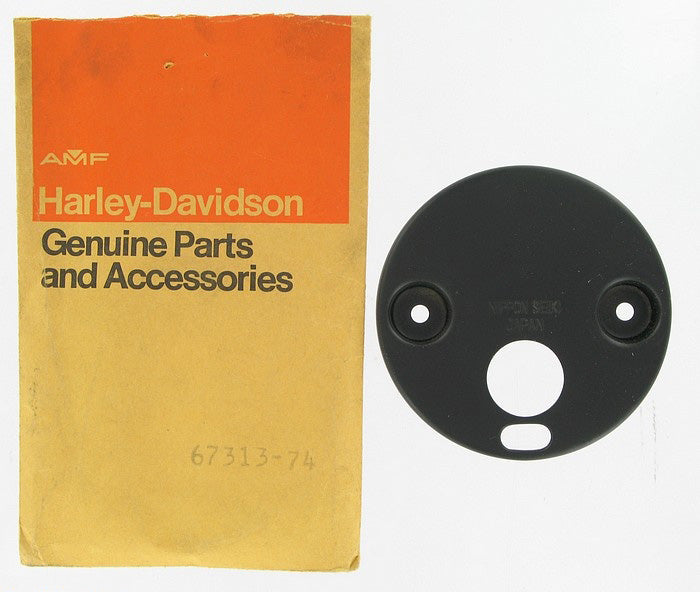 AMF
Harley-Davidson
Genuine Parts
and Accessories
67313-74
NIPPON SEIKI
JAPAN